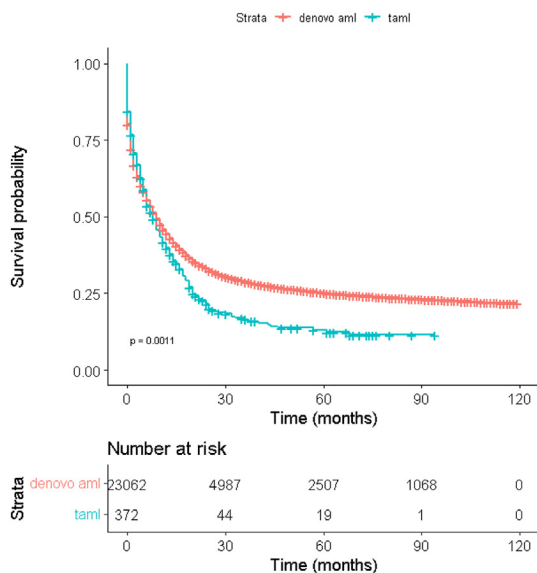 Strata denovo aml taml
1.00
0.75
0.50
0.25
0.00
Survival probability
p = 0.0011
0 30 60 90 120
Time (months)
Number at risk
Strata
denovo aml 23062 4987 2507 1068 0
taml 372 44 19 1 0
0 30 60 90 120
Time (months)